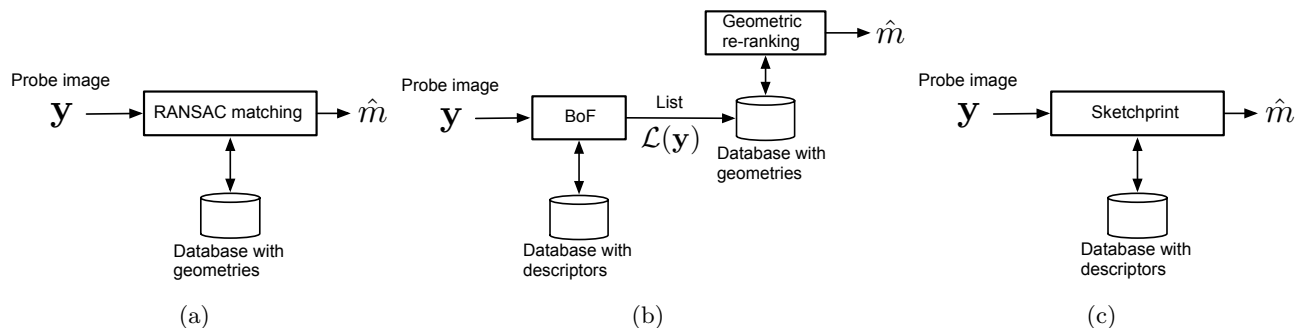 Probe image
y
RANSAC matching
m̂
Database with
geometries
(a)
Probe image
y
BoF
List
L(y)
Geometric
re-ranking
m̂
Database with
geometries
Database with
descriptors
(b)
Probe image
y
Sketchprint
m̂
Database with
descriptors
(c)